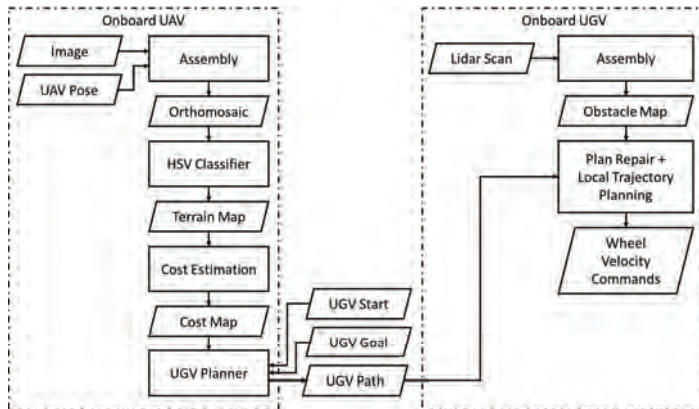 Onboard UAV
Image
UAV Pose
Assembly
Orthomosaic
HSV Classifier
Terrain Map
Cost Estimation
Cost Map
UGV Planner
UGV Start
UGV Goal
UGV Path
Onboard UGV
Lidar Scan
Assembly
Obstacle Map
Plan Repair +
Local Trajectory
Planning
Wheel
Velocity
Commands